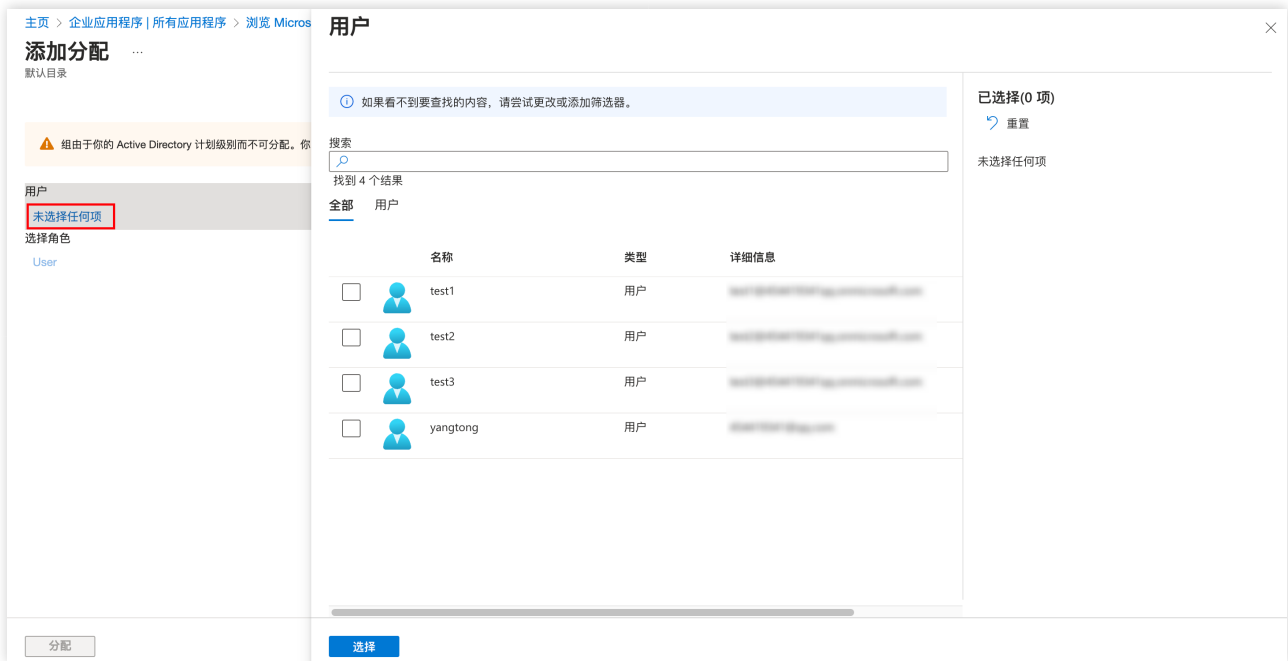 主页 > 企业应用程序 | 所有应用程序 > 浏览 Micros
添加分配 ...
默认目录
组由于你的 Active Directory 计划级别而不可分配。你
用户
未选择任何项
选择角色
User
分配
用户
如果看不到要查找的内容，请尝试更改或添加筛选器。
搜索
找到 4 个结果
全部 用户
名称 类型 详细信息
test1 用户
test2 用户
test3 用户
yangtong 用户
选择
已选择(0 项)
重置
未选择任何项